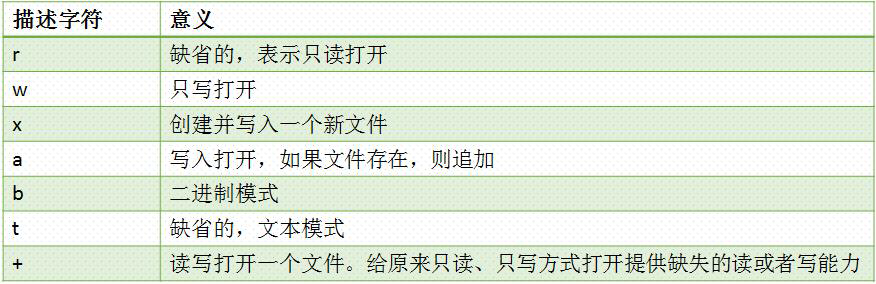 描述字符 意义
r 缺省的，表示只读打开
w 只写打开
x 创建并写入一个新文件
a 写入打开，如果文件存在，则追加
b 二进制模式
t 缺省的，文本模式
+ 读写打开一个文件。给原来只读、只写方式打开提供缺失的读或者写能力